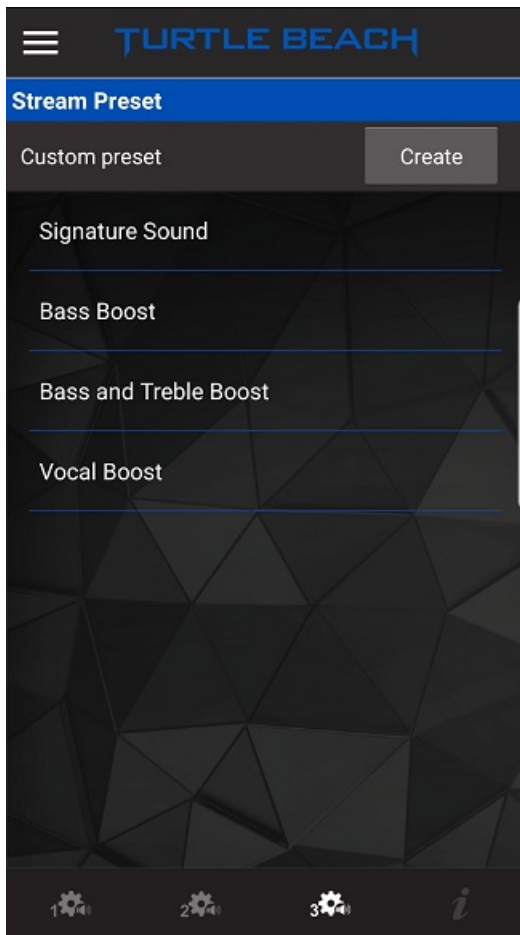 TURTLE BEACH
Stream Preset
Custom preset Create
Signature Sound
Bass Boost
Bass and Treble Boost
Vocal Boost
1 2 3 i